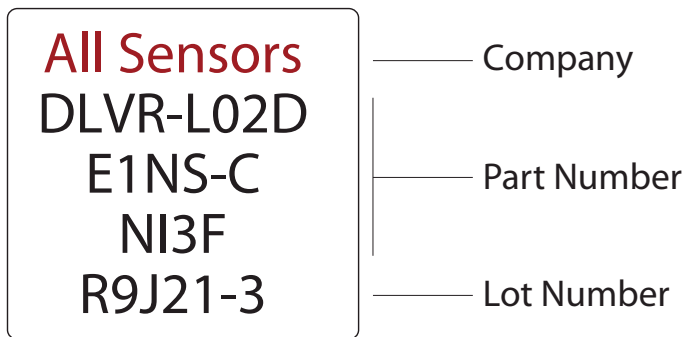 All Sensors
DLVR-L02D
E1NS-C
NI3F
R9J21-3
Company
Part Number
Lot Number